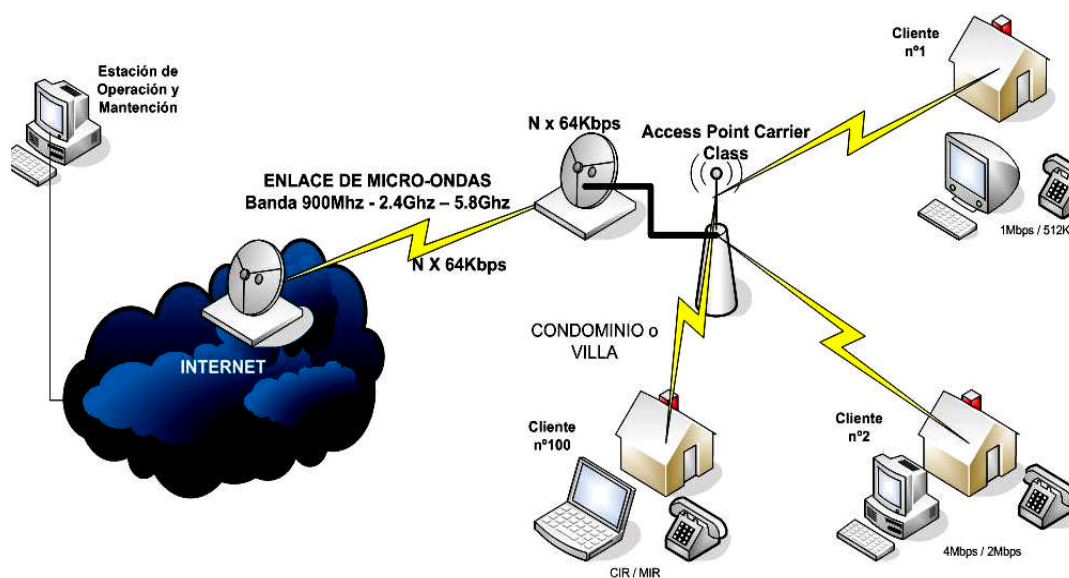 Estación de
Operación y
Mantención
ENLACE DE MICRO-ONDAS
Banda 900Mhz - 2.4Ghz – 5.8Ghz
N X 64Kbps
INTERNET
N x 64Kbps
Access Point Carrier
Class
Cliente
nº1
1Mbps / 512K
CONDOMINIO o
VILLA
Cliente
nº100
CIR / MIR
Cliente
nº2
4Mbps / 2Mbps